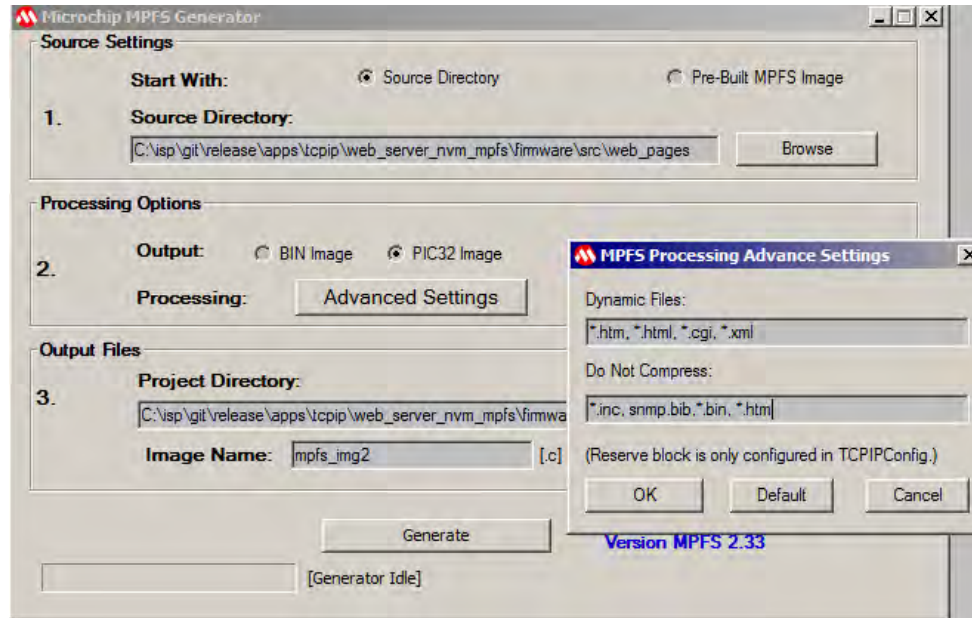 Microchip MPFS Generator
Source Settings
Start With: Source Directory Pre-Built MPFS Image
1. Source Directory:
C:\isp\git\release\apps\tcpip\web_server_nvm_mpfs\firmware\src\web_pages Browse
Processing Options
2. Output: BIN Image PIC32 Image
Processing: Advanced Settings
Output Files
3. Project Directory:
C:\isp\git\release\apps\tcpip\web_server_nvm_mpfs\firmwa
Image Name: mpfs_img2 [.c]
Generate
Version MPFS 2.33
[Generator Idle]
MPFS Processing Advance Settings
Dynamic Files:
*.htm, *.html, *.cgi, *.xml
Do Not Compress:
*.inc, snmp.bib,*.bin, *.htm
(Reserve block is only configured in TCPIPConfig.)
OK Default Cancel